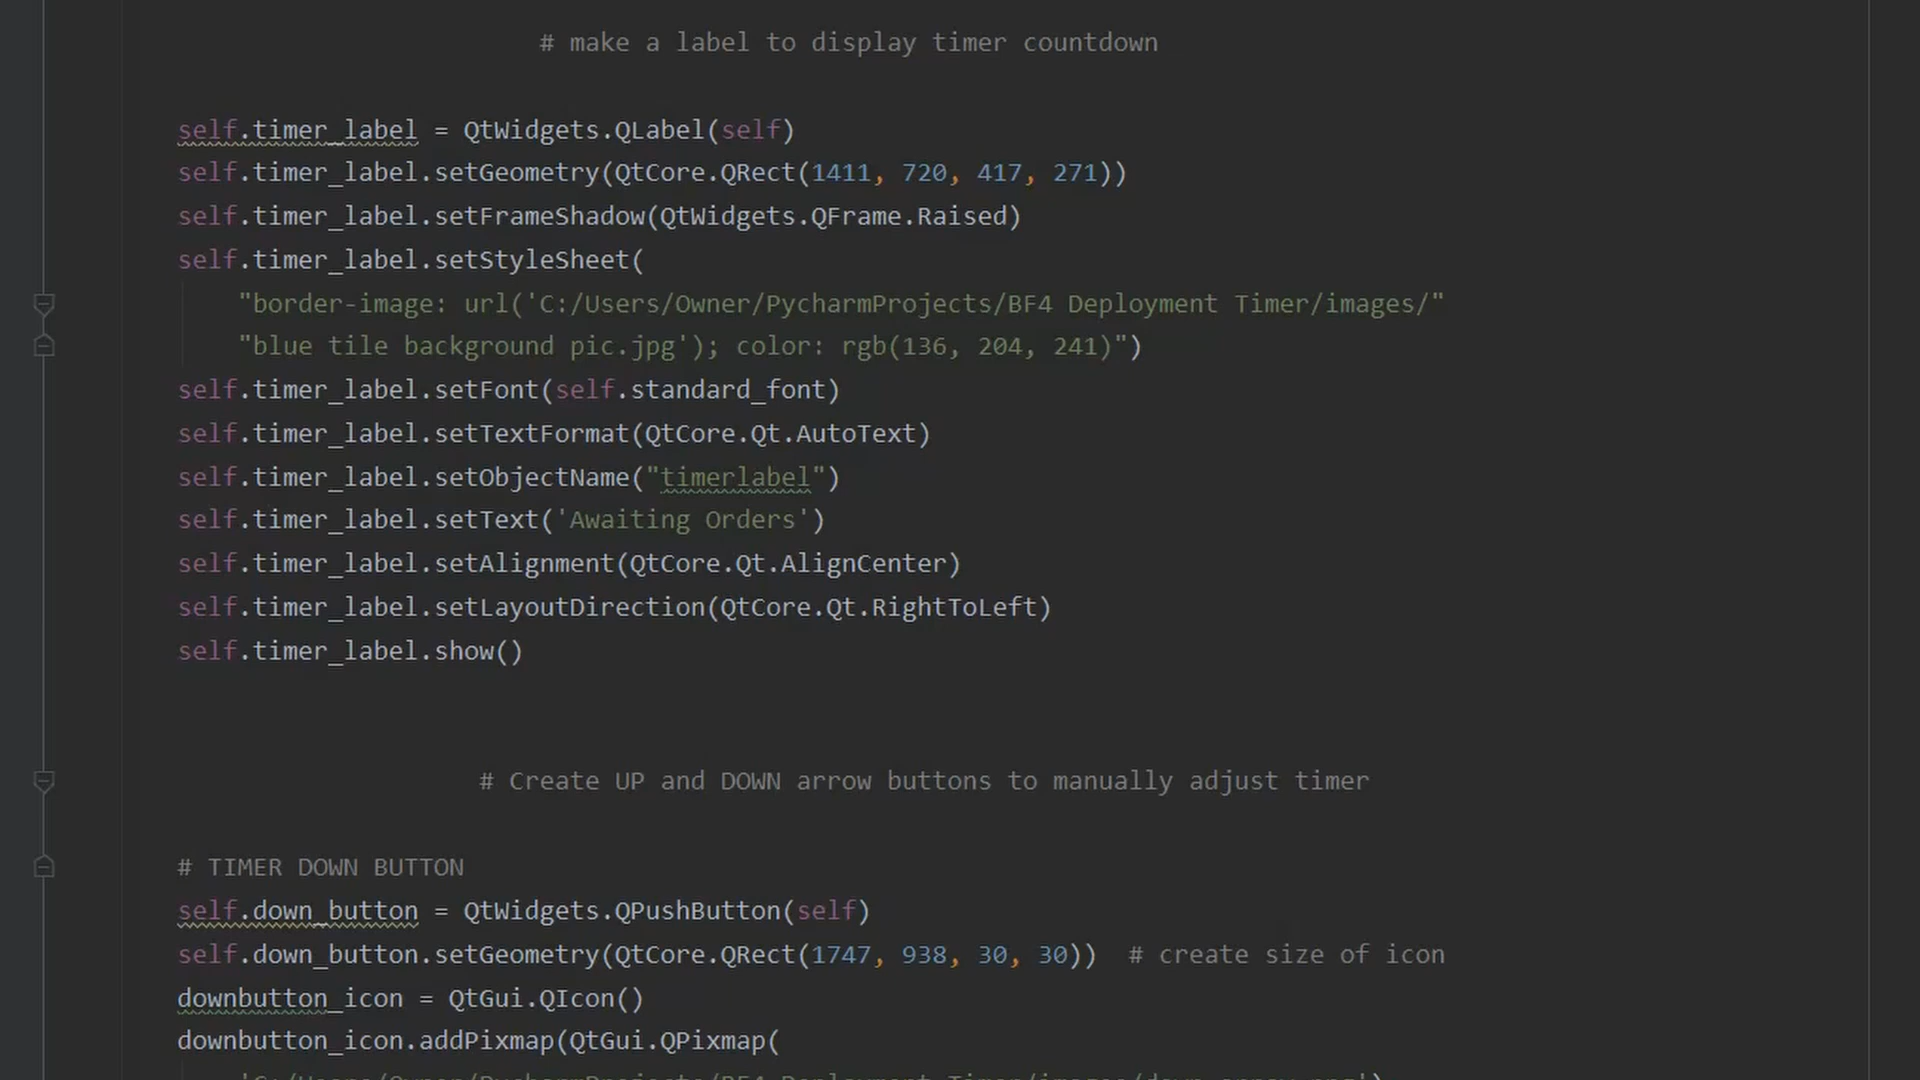 # make a label to display timer countdown
self.timer_label = QtWidgets.QLabel(self)
self.timer_label.setGeometry(QtCore.QRect(1411, 720, 417, 271))
self.timer_label.setFrameShadow(QtWidgets.QFrame.Raised)
self.timer_label.setStyleSheet(
"border-image: url('C:/Users/Owner/PycharmProjects/BF4 Deployment Timer/images/"
"blue tile background pic.jpg'); color: rgb(136, 204, 241)")
self.timer_label.setFont(self.standard_font)
self.timer_label.setTextFormat(QtCore.Qt.AutoText)
self.timer_label.setObjectName("timerlabel")
self.timer_label.setText('Awaiting Orders')
self.timer_label.setAlignment(QtCore.Qt.AlignCenter)
self.timer_label.setLayoutDirection(QtCore.Qt.RightToLeft)
self.timer_label.show()
# Create UP and DOWN arrow buttons to manually adjust timer
# TIMER DOWN BUTTON
self.down_button = QtWidgets.QPushButton(self)
self.down_button.setGeometry(QtCore.QRect(1747, 938, 30, 30))  # create size of icon
downbutton_icon = QtGui.QIcon()
downbutton_icon.addPixmap(QtGui.QPixmap(